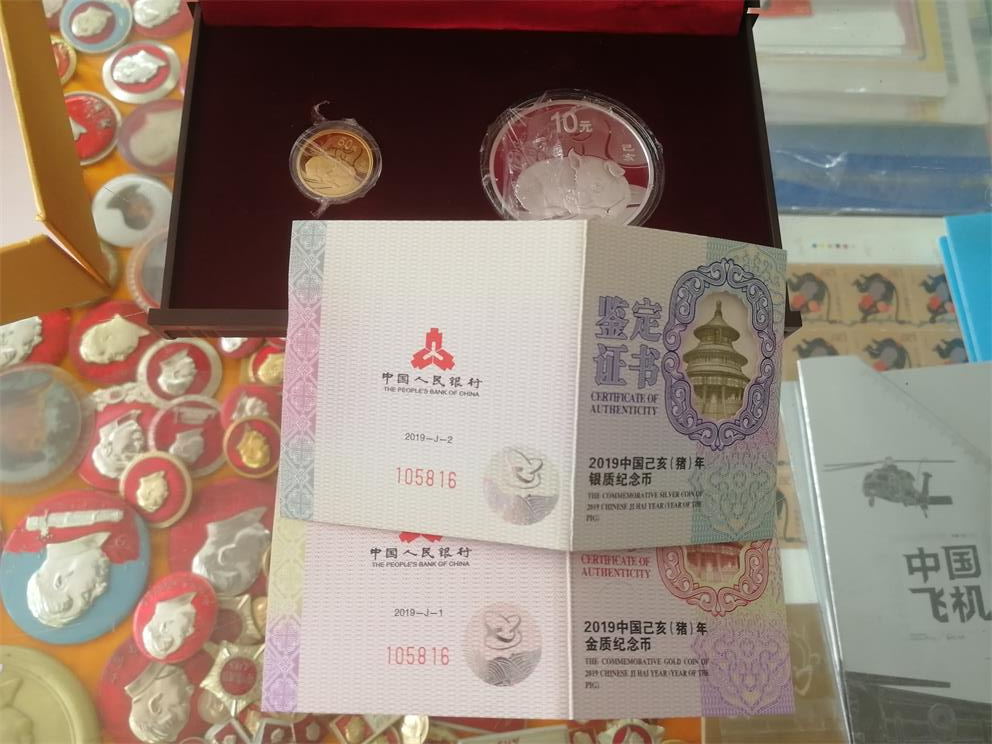 50元
10元
己亥
中国人民银行
THE PEOPLE'S BANK OF CHINA
2019-J-2
105816
鉴定
证书
CERTIFICATE OF
AUTHENTICITY
2019中国己亥(猪)年
银质纪念币
THE COMMEMORATIVE SILVER COIN OF
2019 CHINESE JI HAI YEAR (YEAR OF THE
PIG)
中国人民银行
THE PEOPLE'S BANK OF CHINA
2019-J-1
105816
CERTIFICATE OF
AUTHENTICITY
2019中国己亥(猪)年
金质纪念币
THE COMMEMORATIVE GOLD COIN OF
2019 CHINESE JI HAI YEAR (YEAR OF THE
PIG)
中国
飞机